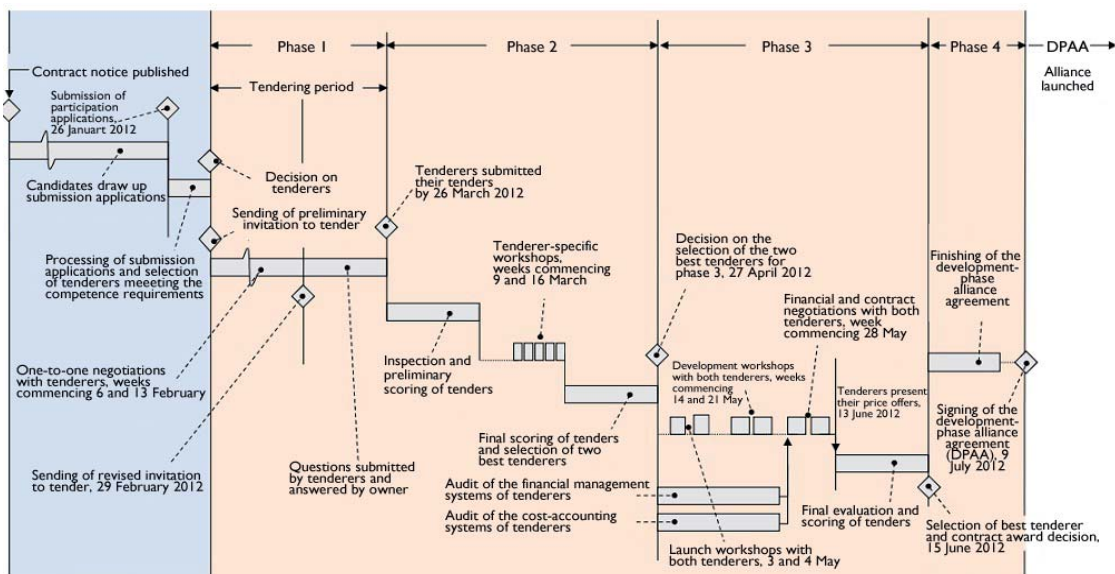 Phase 1
Phase 2
Phase 3
Phase 4
DPAA
Alliance
launched
Contract notice published
Tendering period
Submission of
participation
applications,
26 Januart 2012
Candidates draw up
submission applications
Decision on
tenderers
Tenderers submitted
their tenders
by 26 March 2012
Sending of preliminary
invitation to tender
Processing of submission
applications and selection
of tenderers meeeting the
competence requirements
Tenderer-specific
workshops,
weeks commencing
9 and 16 March
Decision on the
selection of the two
best tenderers for
phase 3, 27 April 2012
Finishing of the
development-
phase alliance
agreement
Financial and contract
negotiations with both
tenderers, week
commencing 28 May
One-to-one negotiations
with tenderers, weeks
commencing 6 and 13 February
Inspection and
preliminary
scoring of tenders
Development workshops
with both tenderers, weeks
commencing
14 and 21 May
Tenderers present
their price offers,
13 June 2012
Signing of the
development-
phase alliance
agreement
(DPAA), 9
July 2012
Sending of revised invitation
to tender, 29 February 2012
Questions submitted
by tenderers and
answered by owner
Final scoring of tenders
and selection of two
best tenderers
Audit of the financial management
systems of tenderers
Audit of the cost-accounting
systems of tenderers
Launch workshops with
both tenderers, 3 and 4 May
Final evaluation and
scoring of tenders
Selection of best tenderer
and contract award decision,
15 June 2012